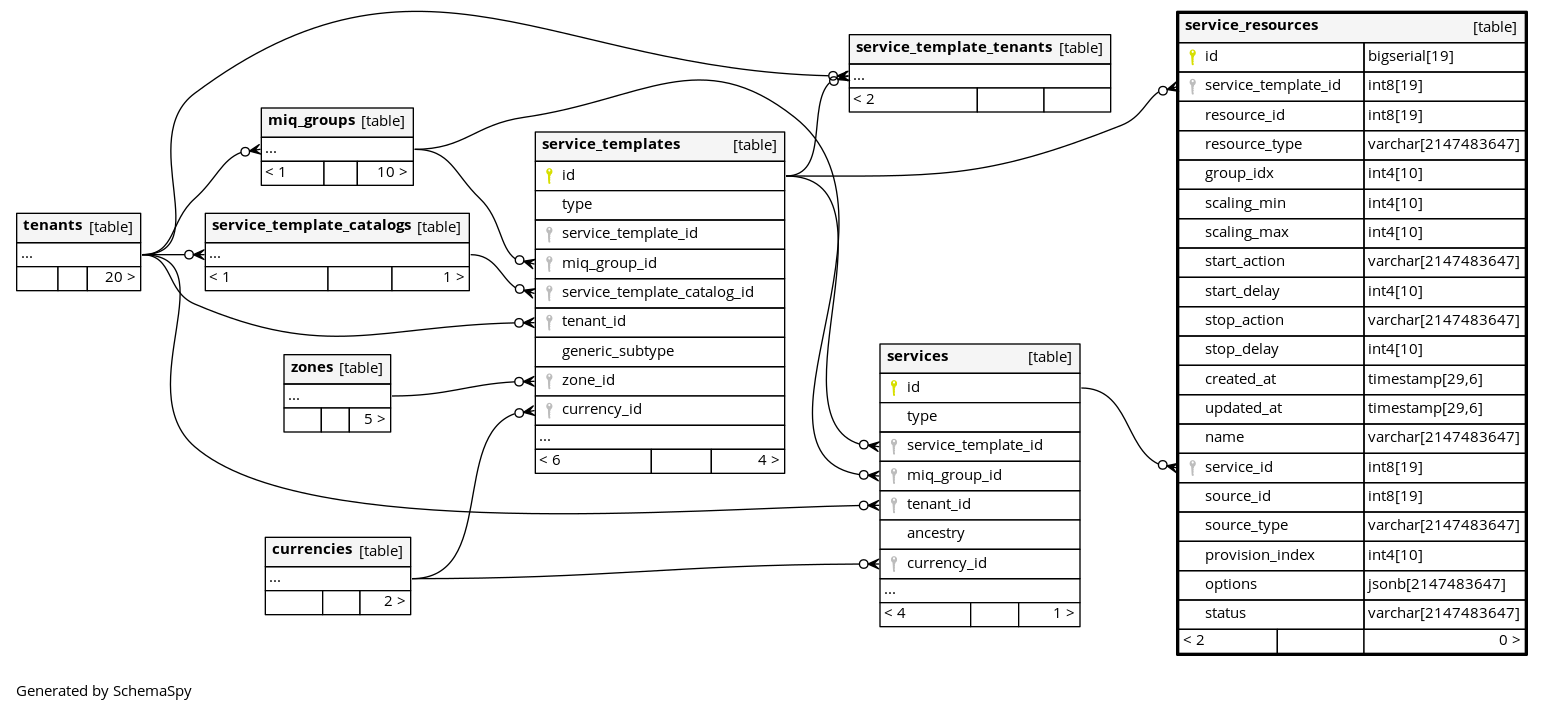 tenants [table]
...
20 >
miq_groups [table]
...
< 1 10 >
service_template_catalogs [table]
...
< 1 1 >
zones [table]
...
5 >
currencies [table]
...
2 >
service_templates [table]
id
type
service_template_id
miq_group_id
service_template_catalog_id
tenant_id
generic_subtype
zone_id
currency_id
...
< 6 4 >
service_template_tenants [table]
...
< 2
services [table]
id
type
service_template_id
miq_group_id
tenant_id
ancestry
currency_id
...
< 4 1 >
service_resources [table]
id bigserial[19]
service_template_id int8[19]
resource_id int8[19]
resource_type varchar[2147483647]
group_idx int4[10]
scaling_min int4[10]
scaling_max int4[10]
start_action varchar[2147483647]
start_delay int4[10]
stop_action varchar[2147483647]
stop_delay int4[10]
created_at timestamp[29,6]
updated_at timestamp[29,6]
name varchar[2147483647]
service_id int8[19]
source_id int8[19]
source_type varchar[2147483647]
provision_index int4[10]
options jsonb[2147483647]
status varchar[2147483647]
< 2 0 >
Generated by SchemaSpy